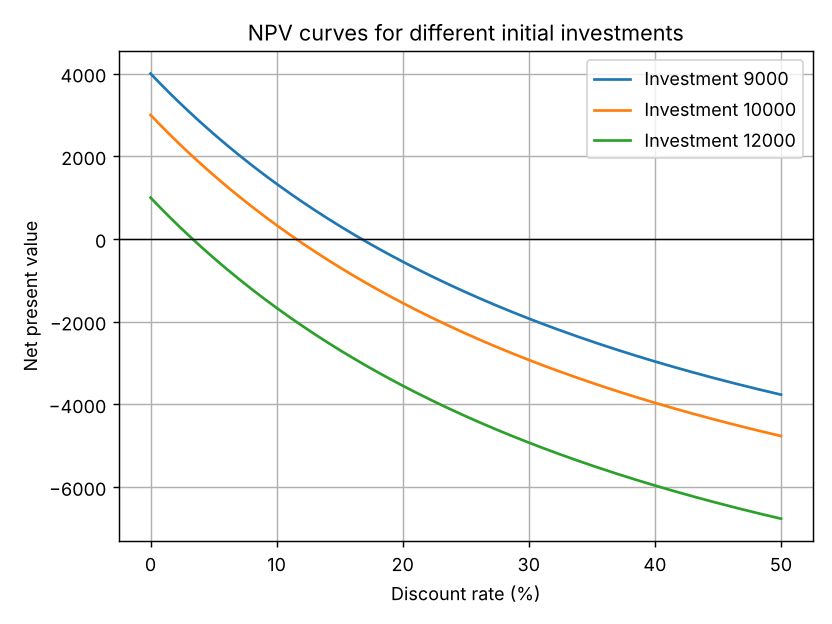 NPV curves for different initial investments
Investment 9000
Investment 10000
Investment 12000
Net present value
4000
2000
0
−2000
−4000
−6000
0 10 20 30 40 50
Discount rate (%)